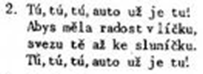 2. Tú, tú, tú, auto už je tu!
Abys měla radost v líčku,
svezu tě až ke sluníčku.
Tú, tú, tú, auto už je tu!